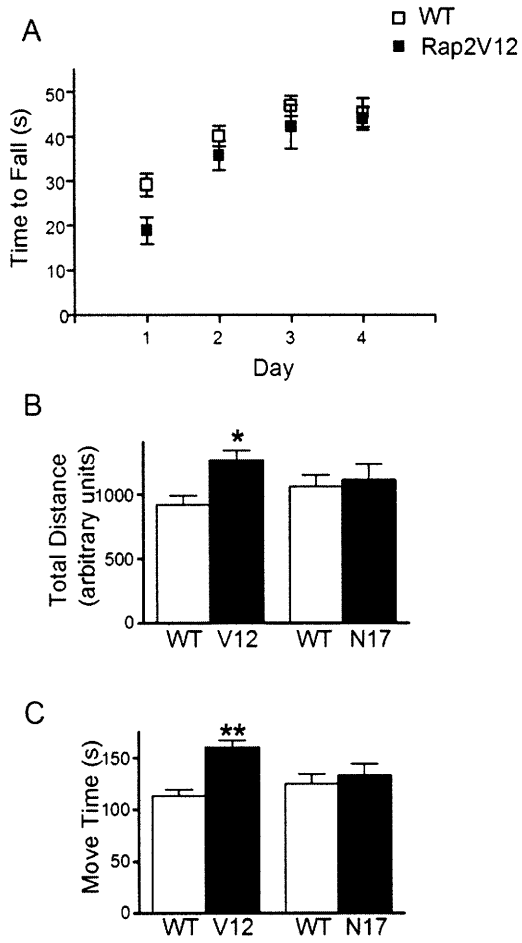 A
WT
Rap2V12
Time to Fall (s)
50
40
30
20
10
0
1 2 3 4
Day
B
*
Total Distance
(arbitrary units)
1000
500
0
WT V12 WT N17
C
**
Move Time (s)
150
100
50
0
WT V12 WT N17